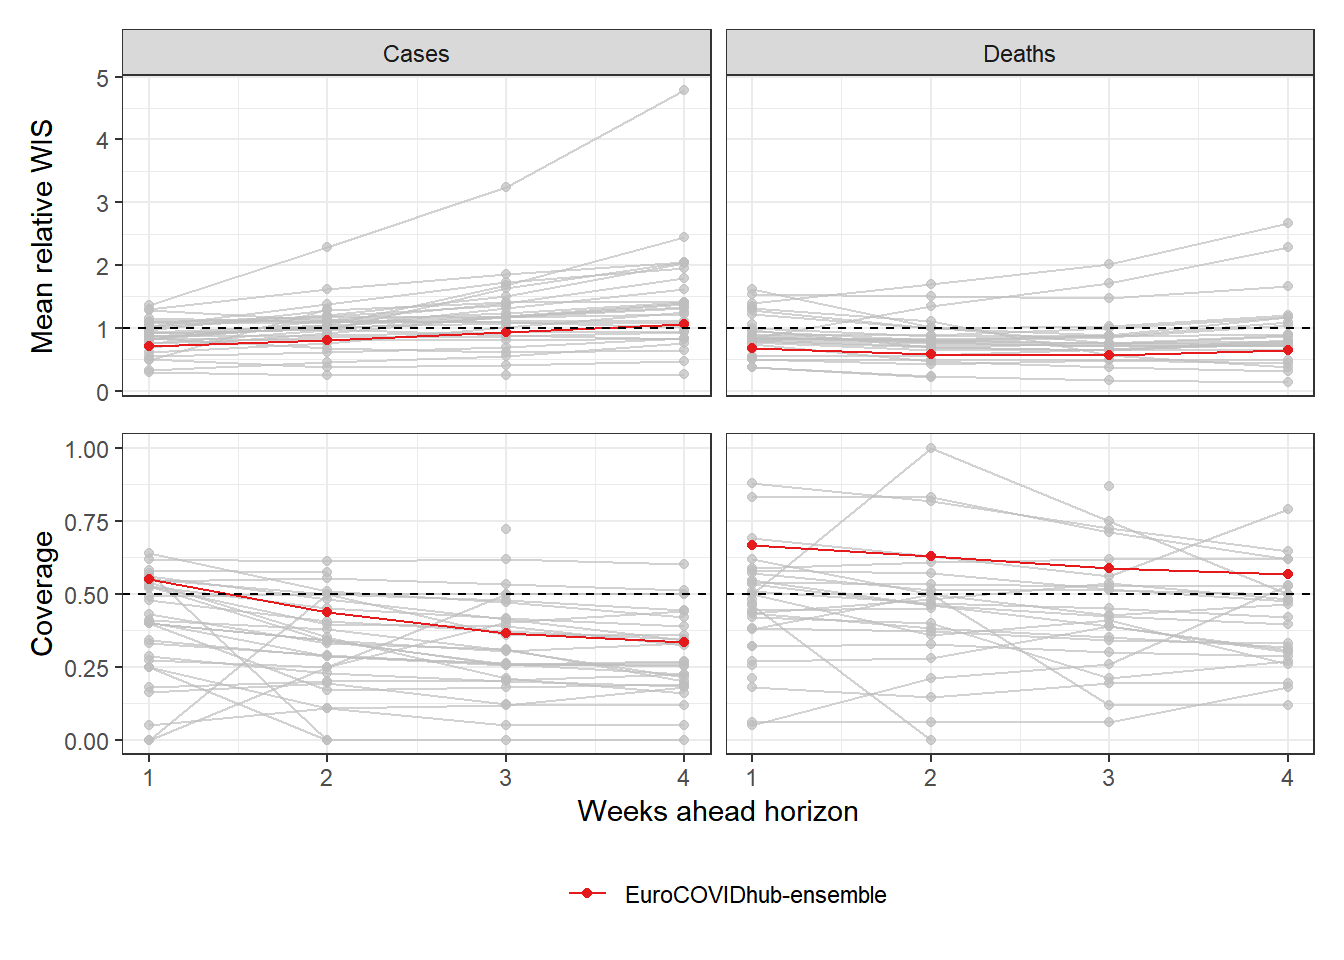 Cases
Deaths
Mean relative WIS
5
4
3
2
1
0
Coverage
1.00
0.75
0.50
0.25
0.00
1 2 3 4
1 2 3 4
Weeks ahead horizon
EuroCOVIDhub-ensemble